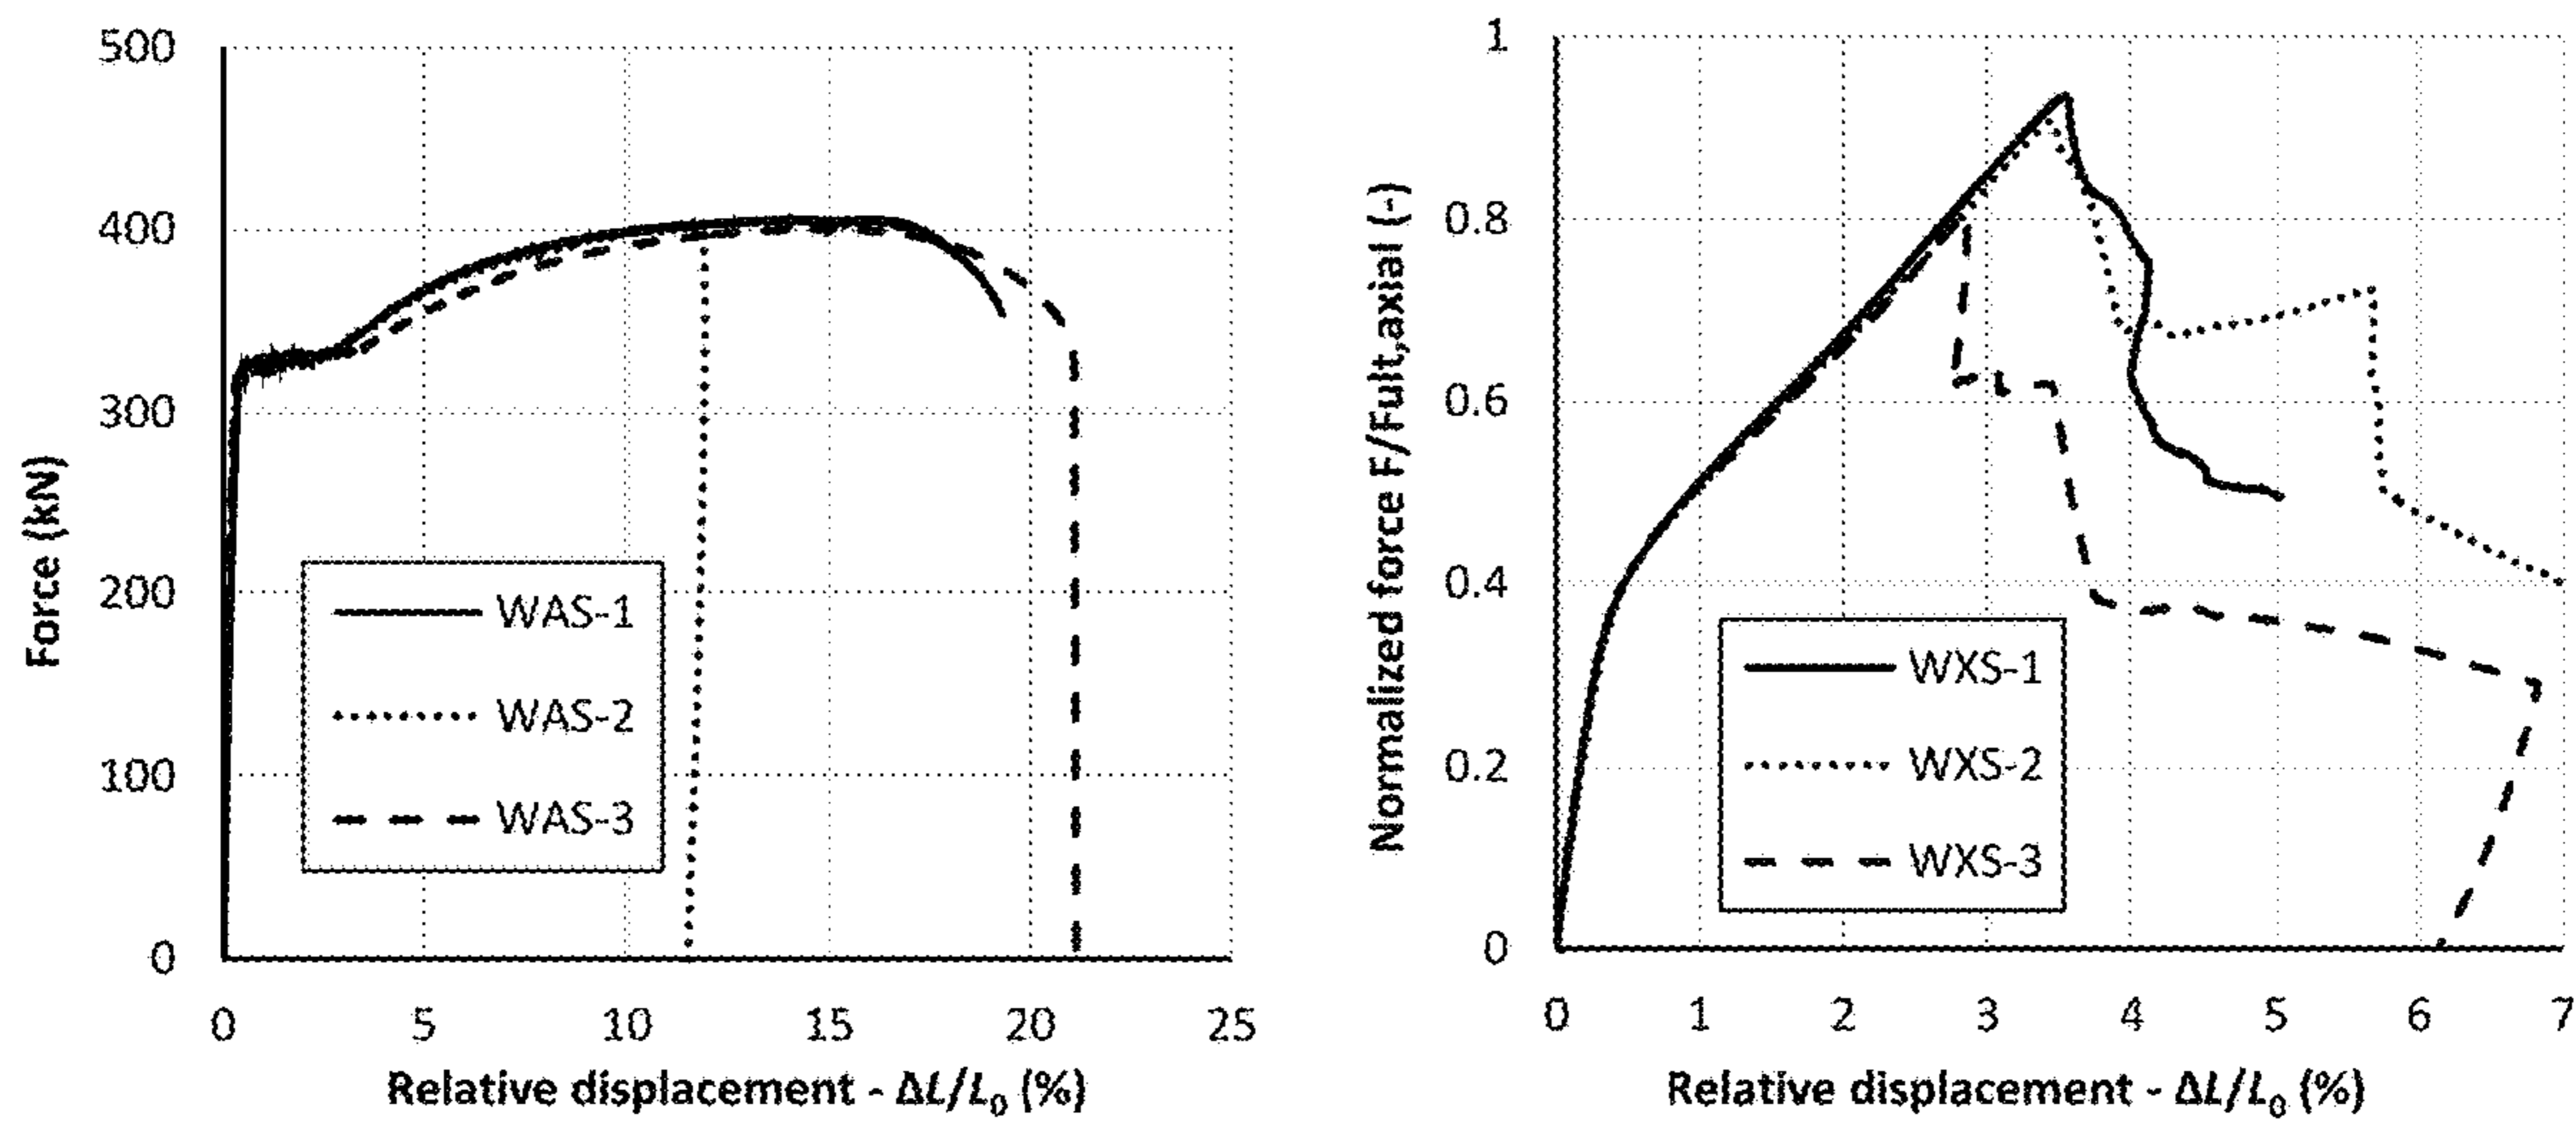 500
400
300
200
100
0
Force (kN)
WAS-1
WAS-2
WAS-3
0 5 10 15 20 25
Relative displacement - ΔL/L₀ (%)
1
0.8
0.6
0.4
0.2
0
Normalized force F/Fult,axial (-)
WXS-1
WXS-2
WXS-3
0 1 2 3 4 5 6 7
Relative displacement - ΔL/L₀ (%)